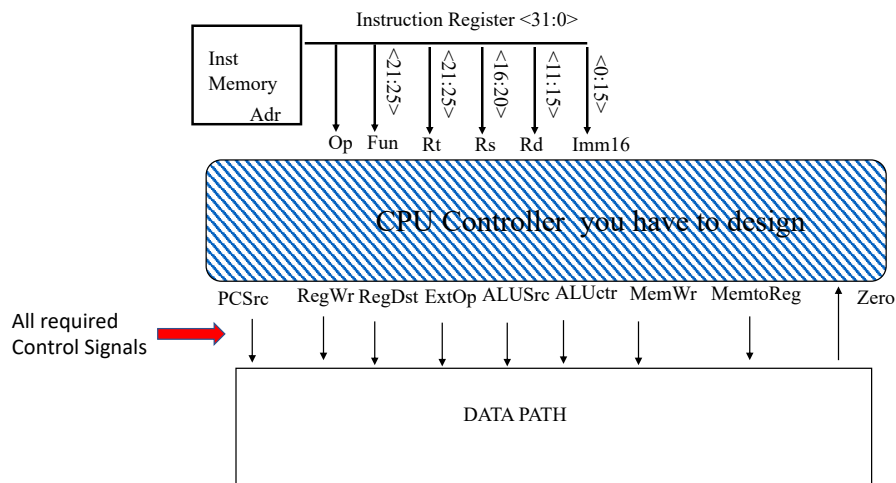 Instruction Register <31:0>
Inst
Memory
Adr
<21:25>
<21:25>
<16:20>
<11:15>
<0:15>
Op Fun Rt Rs Rd Imm16
CPU Controller you have to design
PCSrc RegWr RegDst ExtOp ALUSrc ALUctr MemWr MemtoReg Zero
All required
Control Signals
DATA PATH